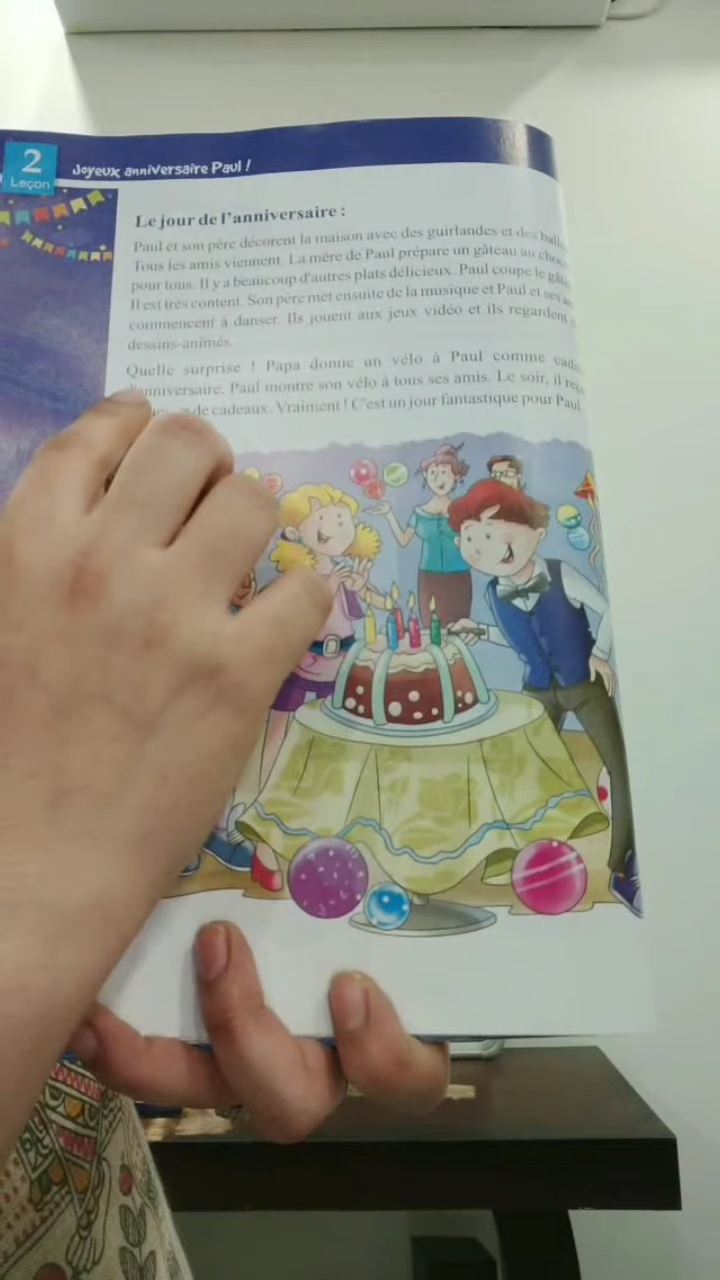 2
Leçon
Joyeux anniversaire Paul !
Le jour de l'anniversaire :
Paul et son père décorent la maison avec des guirlandes et des
Tous les amis viennent. La mère de Paul prépare un gâteau au
pour tous. Il y a beaucoup d'autres plats délicieux. Paul coupe le
Il est très content. Son père met ensuite de la musique et Paul et ses
commencent à danser. Ils jouent aux jeux vidéo et ils regardent
dessins-animés.
Quelle surprise ! Papa donne un vélo à Paul comme
d'anniversaire. Paul montre son vélo à tous ses amis. Le soir, il
de cadeaux. Vraiment ! C'est un jour fantastique pour Paul